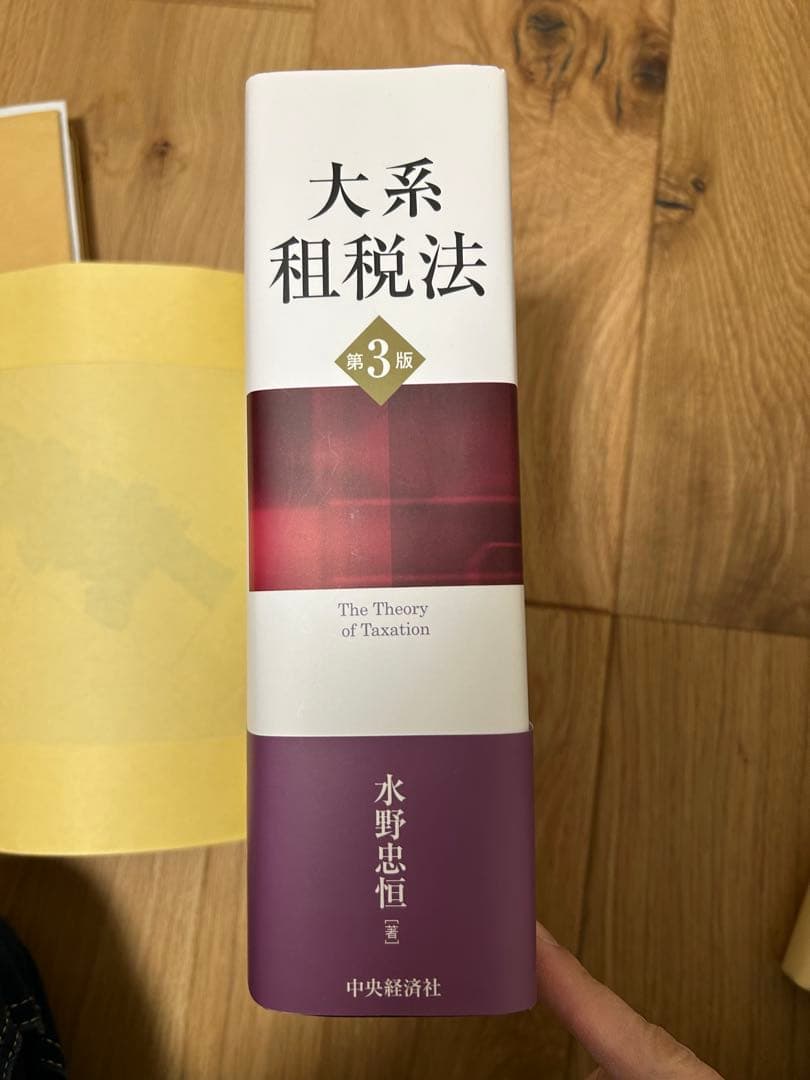 大系
租税法
第3版
The Theory
of Taxation
水野忠恒
[著]
中央経済社